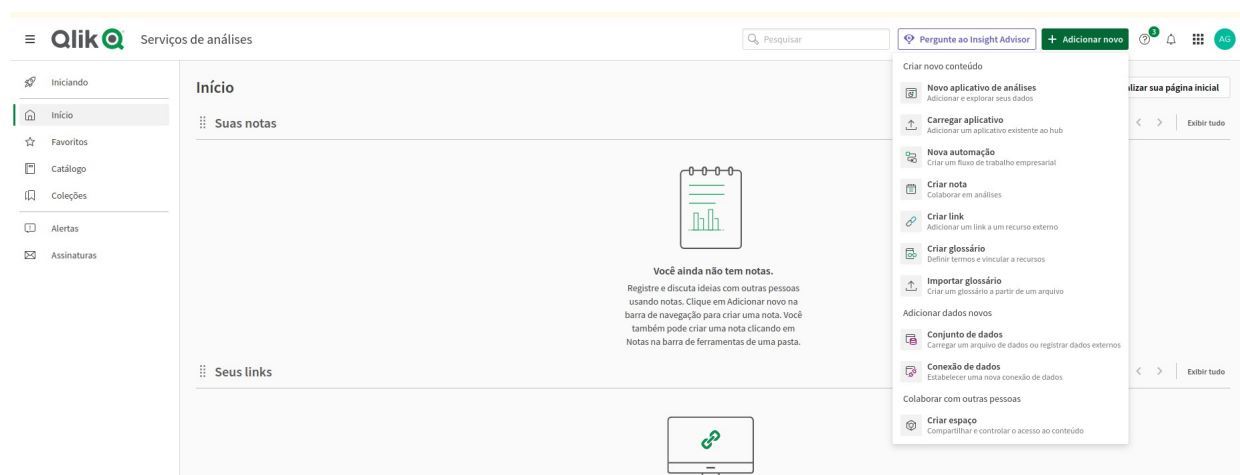 Qlik
Serviços de análises
Pesquisar
Pergunte ao Insight Advisor
+ Adicionar novo
3
AG
Iniciando
Início
Favoritos
Catálogo
Coleções
Alertas
Assinaturas
Início
lizar sua página inicial
Suas notas
Exibir tudo
Você ainda não tem notas.
Registre e discuta ideias com outras pessoas
usando notas. Clique em Adicionar novo na
barra de navegação para criar uma nota. Você
também pode criar uma nota clicando em
Notas na barra de ferramentas de uma pasta.
Seus links
Exibir tudo
Criar novo conteúdo
Novo aplicativo de análises
Adicionar e explorar seus dados
Carregar aplicativo
Adicionar um aplicativo existente ao hub
Nova automação
Criar um fluxo de trabalho empresarial
Criar nota
Colaborar em análises
Criar link
Adicionar um link a um recurso externo
Criar glossário
Definir termos e vincular a recursos
Importar glossário
Criar um glossário a partir de um arquivo
Adicionar dados novos
Conjunto de dados
Carregar um arquivo de dados ou registrar dados externos
Conexão de dados
Estabelecer uma nova conexão de dados
Colaborar com outras pessoas
Criar espaço
Compartilhar e controlar o acesso ao conteúdo